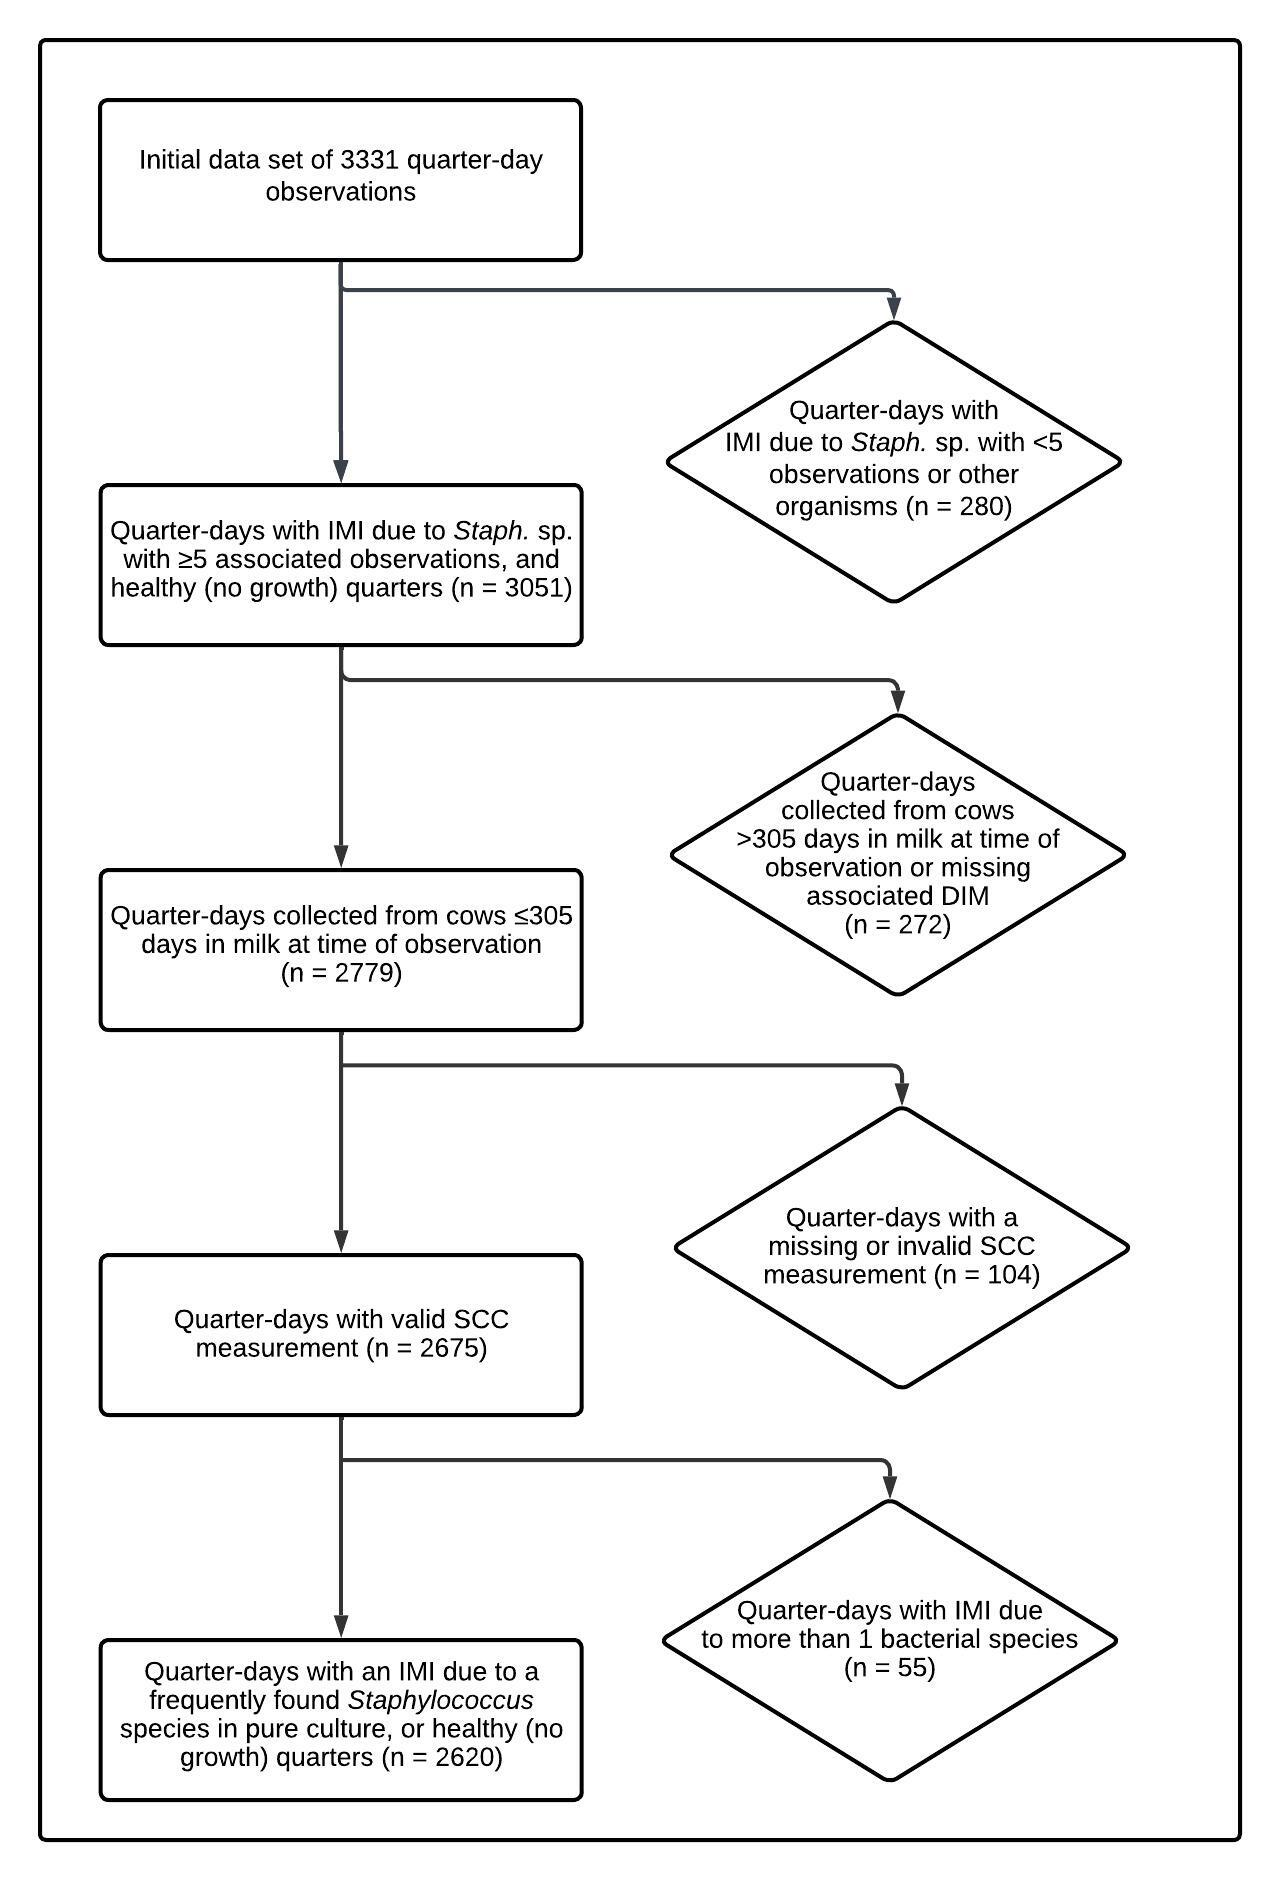 Initial data set of 3331 quarter-day
observations
Quarter-days with
IMI due to Staph. sp. with <5
observations or other
organisms (n = 280)
Quarter-days with IMI due to Staph. sp.
with ≥5 associated observations, and
healthy (no growth) quarters (n = 3051)
Quarter-days
collected from cows
>305 days in milk at time of
observation or missing
associated DIM
(n = 272)
Quarter-days collected from cows ≤305
days in milk at time of observation
(n = 2779)
Quarter-days with a
missing or invalid SCC
measurement (n = 104)
Quarter-days with valid SCC
measurement (n = 2675)
Quarter-days with IMI due
to more than 1 bacterial species
(n = 55)
Quarter-days with an IMI due to a
frequently found Staphylococcus
species in pure culture, or healthy (no
growth) quarters (n = 2620)